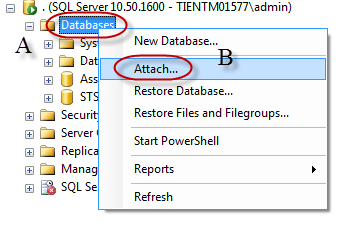 . (SQL Server 10.50.1600 - TIENTM01577\admin)
A
Databases
B
New Database...
Attach...
Restore Database...
Restore Files and Filegroups...
Start PowerShell
Reports
Refresh
Sys
Dat
Ass
STS
Security
Server
Replica
Manag
SQL Se